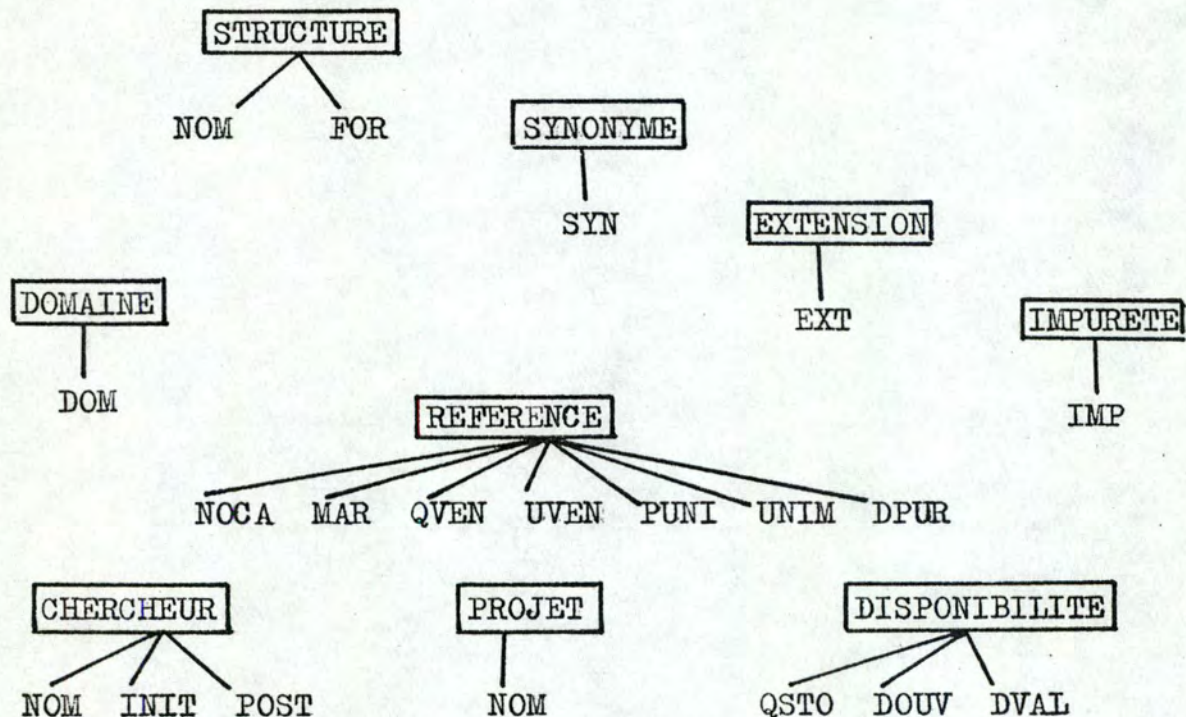 STRUCTURE
NOM FOR
SYNONYME
SYN
EXTENSION
EXT
DOMAINE
DOM
IMPURETE
IMP
REFERENCE
NOCA MAR QVEN UVEN PUNI UNIM DPUR
CHERCHEUR PROJET DISPONIBILITE
NOM INIT POST NOM QSTO DOUV DVAL